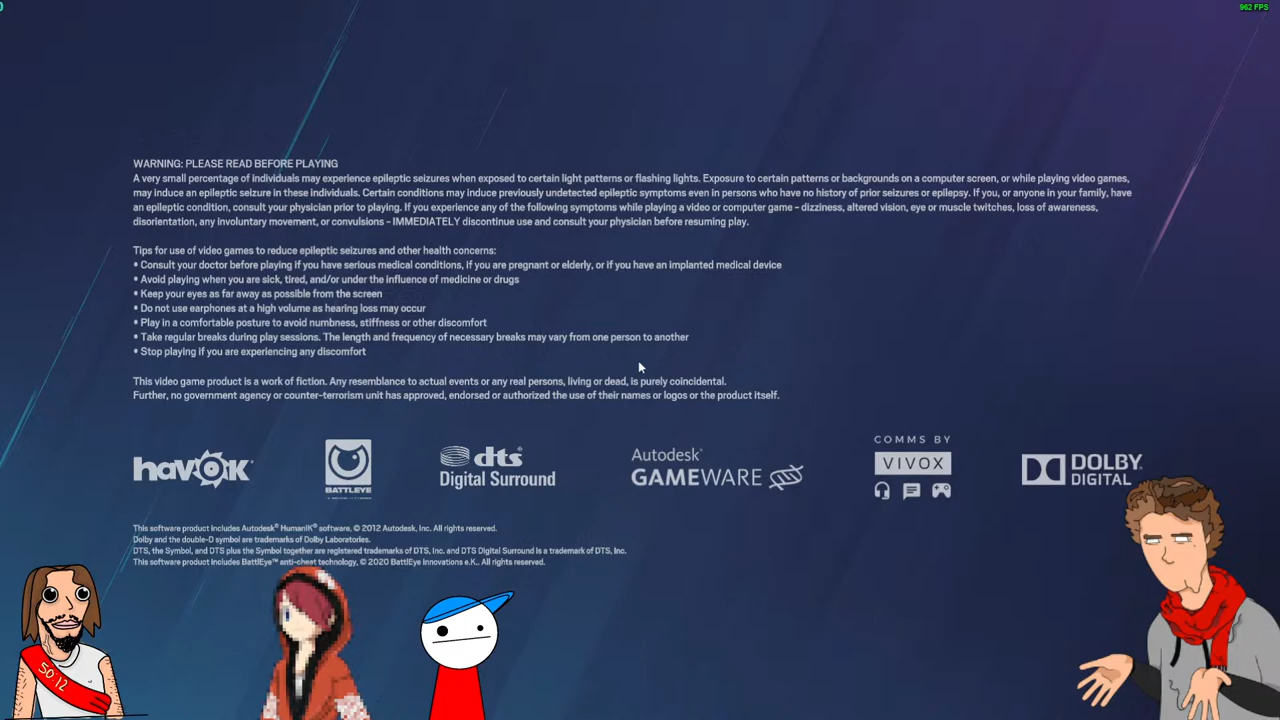 962 FPS
WARNING: PLEASE READ BEFORE PLAYING
A very small percentage of individuals may experience epileptic seizures when exposed to certain light patterns or flashing lights. Exposure to certain patterns or backgrounds on a computer screen, or while playing video games,
may induce an epileptic seizure in these individuals. Certain conditions may induce previously undetected epileptic symptoms even in persons who have no history of prior seizures or epilepsy. If you, or anyone in your family, have
an epileptic condition, consult your physician prior to playing. If you experience any of the following symptoms while playing a video or computer game - dizziness, altered vision, eye or muscle twitches, loss of awareness,
disorientation, any involuntary movement, or convulsions - IMMEDIATELY discontinue use and consult your physician before resuming play.
Tips for use of video games to reduce epileptic seizures and other health concerns:
• Consult your doctor before playing if you have serious medical conditions, if you are pregnant or elderly, or if you have an implanted medical device
• Avoid playing when you are sick, tired, and/or under the influence of medicine or drugs
• Keep your eyes as far away as possible from the screen
• Do not use earphones at a high volume as hearing loss may occur
• Play in a comfortable posture to avoid numbness, stiffness or other discomfort
• Take regular breaks during play sessions. The length and frequency of necessary breaks may vary from one person to another
• Stop playing if you are experiencing any discomfort
This video game product is a work of fiction. Any resemblance to actual events or any real persons, living or dead, is purely coincidental.
Further, no government agency or counter-terrorism unit has approved, endorsed or authorized the use of their names or logos or the product itself.
havOk
BATTLEYE
dts
Digital Surround
Autodesk®
GAMEWARE
COMMS BY
VIVOX
DOLBY
DIGITAL
This software product includes Autodesk® HumanIK® software, © 2012 Autodesk, Inc. All rights reserved.
Dolby and the double-D symbol are trademarks of Dolby Laboratories.
DTS, the Symbol, and DTS plus the Symbol together are registered trademarks of DTS, Inc. and DTS Digital Surround is a trademark of DTS, Inc.
This software product includes BattlEye™ anti-cheat technology, © 2020 BattlEye Innovations e.K.. All rights reserved.
50:12